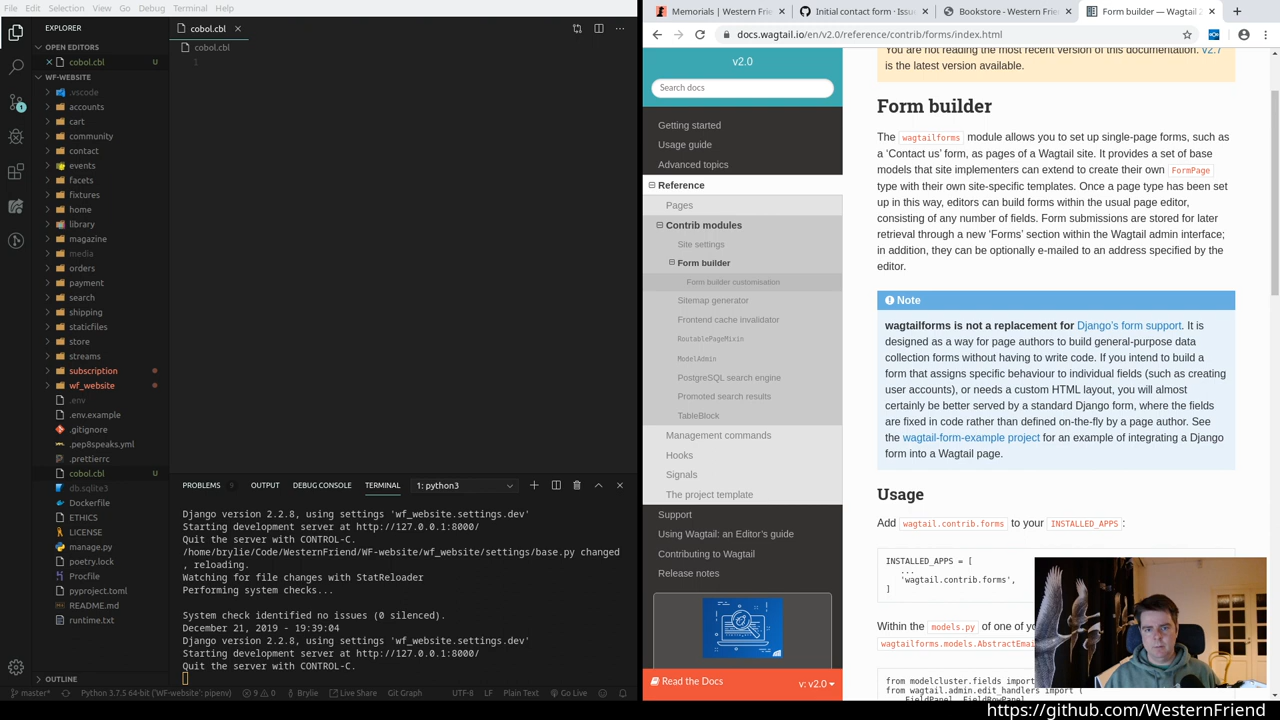 File Edit Selection View Go Debug Terminal Help
EXPLORER
OPEN EDITORS
cobol.cbl U
WF-WEBSITE
.vscode
accounts
cart
community
contact
events
facets
fixtures
home
library
magazine
media
orders
payment
search
shipping
staticfiles
store
streams
subscription
wf_website
.env
.env.example
.gitignore
.pep8speaks.yml
.prettierrc
cobol.cbl U
db.sqlite3
Dockerfile
ETHICS
LICENSE
manage.py
poetry.lock
Procfile
pyproject.toml
README.md
runtime.txt
OUTLINE
cobol.cbl
cobol.cbl
1
PROBLEMS 9 OUTPUT DEBUG CONSOLE TERMINAL 1: python3
Django version 2.2.8, using settings 'wf_website.settings.dev'
Starting development server at http://127.0.0.1:8000/
Quit the server with CONTROL-C.
/home/brylie/Code/WesternFriend/WF-website/wf_website/settings/base.py changed
, reloading.
Watching for file changes with StatReloader
Performing system checks...
System check identified no issues (0 silenced).
December 21, 2019 - 19:39:04
Django version 2.2.8, using settings 'wf_website.settings.dev'
Starting development server at http://127.0.0.1:8000/
Quit the server with CONTROL-C.
master* Python 3.7.5 64-bit ('WF-website': pipenv) 9 0 Brylie Live Share Git Graph UTF-8 LF Plain Text Go Live
Memorials | Western Frie
Initial contact form · Issue
Bookstore - Western Frie
Form builder — Wagtail 2
docs.wagtail.io/en/v2.0/reference/contrib/forms/index.html
v2.0
Search docs
Getting started
Usage guide
Advanced topics
Reference
Pages
Contrib modules
Site settings
Form builder
Form builder customisation
Sitemap generator
Frontend cache invalidator
RoutablePageMixin
ModelAdmin
PostgreSQL search engine
Promoted search results
TableBlock
Management commands
Hooks
Signals
The project template
Support
Using Wagtail: an Editor's guide
Contributing to Wagtail
Release notes
Read the Docs v: v2.0
You are not reading the most recent version of this documentation. v2.7
is the latest version available.
Form builder
The wagtailforms module allows you to set up single-page forms, such as
a 'Contact us' form, as pages of a Wagtail site. It provides a set of base
models that site implementers can extend to create their own FormPage
type with their own site-specific templates. Once a page type has been set
up in this way, editors can build forms within the usual page editor,
consisting of any number of fields. Form submissions are stored for later
retrieval through a new 'Forms' section within the Wagtail admin interface;
in addition, they can be optionally e-mailed to an address specified by the
editor.
Note
wagtailforms is not a replacement for Django's form support. It is
designed as a way for page authors to build general-purpose data
collection forms without having to write code. If you intend to build a
form that assigns specific behaviour to individual fields (such as creating
user accounts), or needs a custom HTML layout, you will almost
certainly be better served by a standard Django form, where the fields
are fixed in code rather than defined on-the-fly by a page author. See
the wagtail-form-example project for an example of integrating a Django
form into a Wagtail page.
Usage
Add wagtail.contrib.forms to your INSTALLED_APPS:
INSTALLED_APPS = [
...
'wagtail.contrib.forms',
]
Within the models.py of one of
wagtailforms.models.AbstractEmai
from modelcluster.fields import
from wagtail.admin.edit_handlers import (
FieldPanel, FieldRowPanel,
https://github.com/WesternFriend